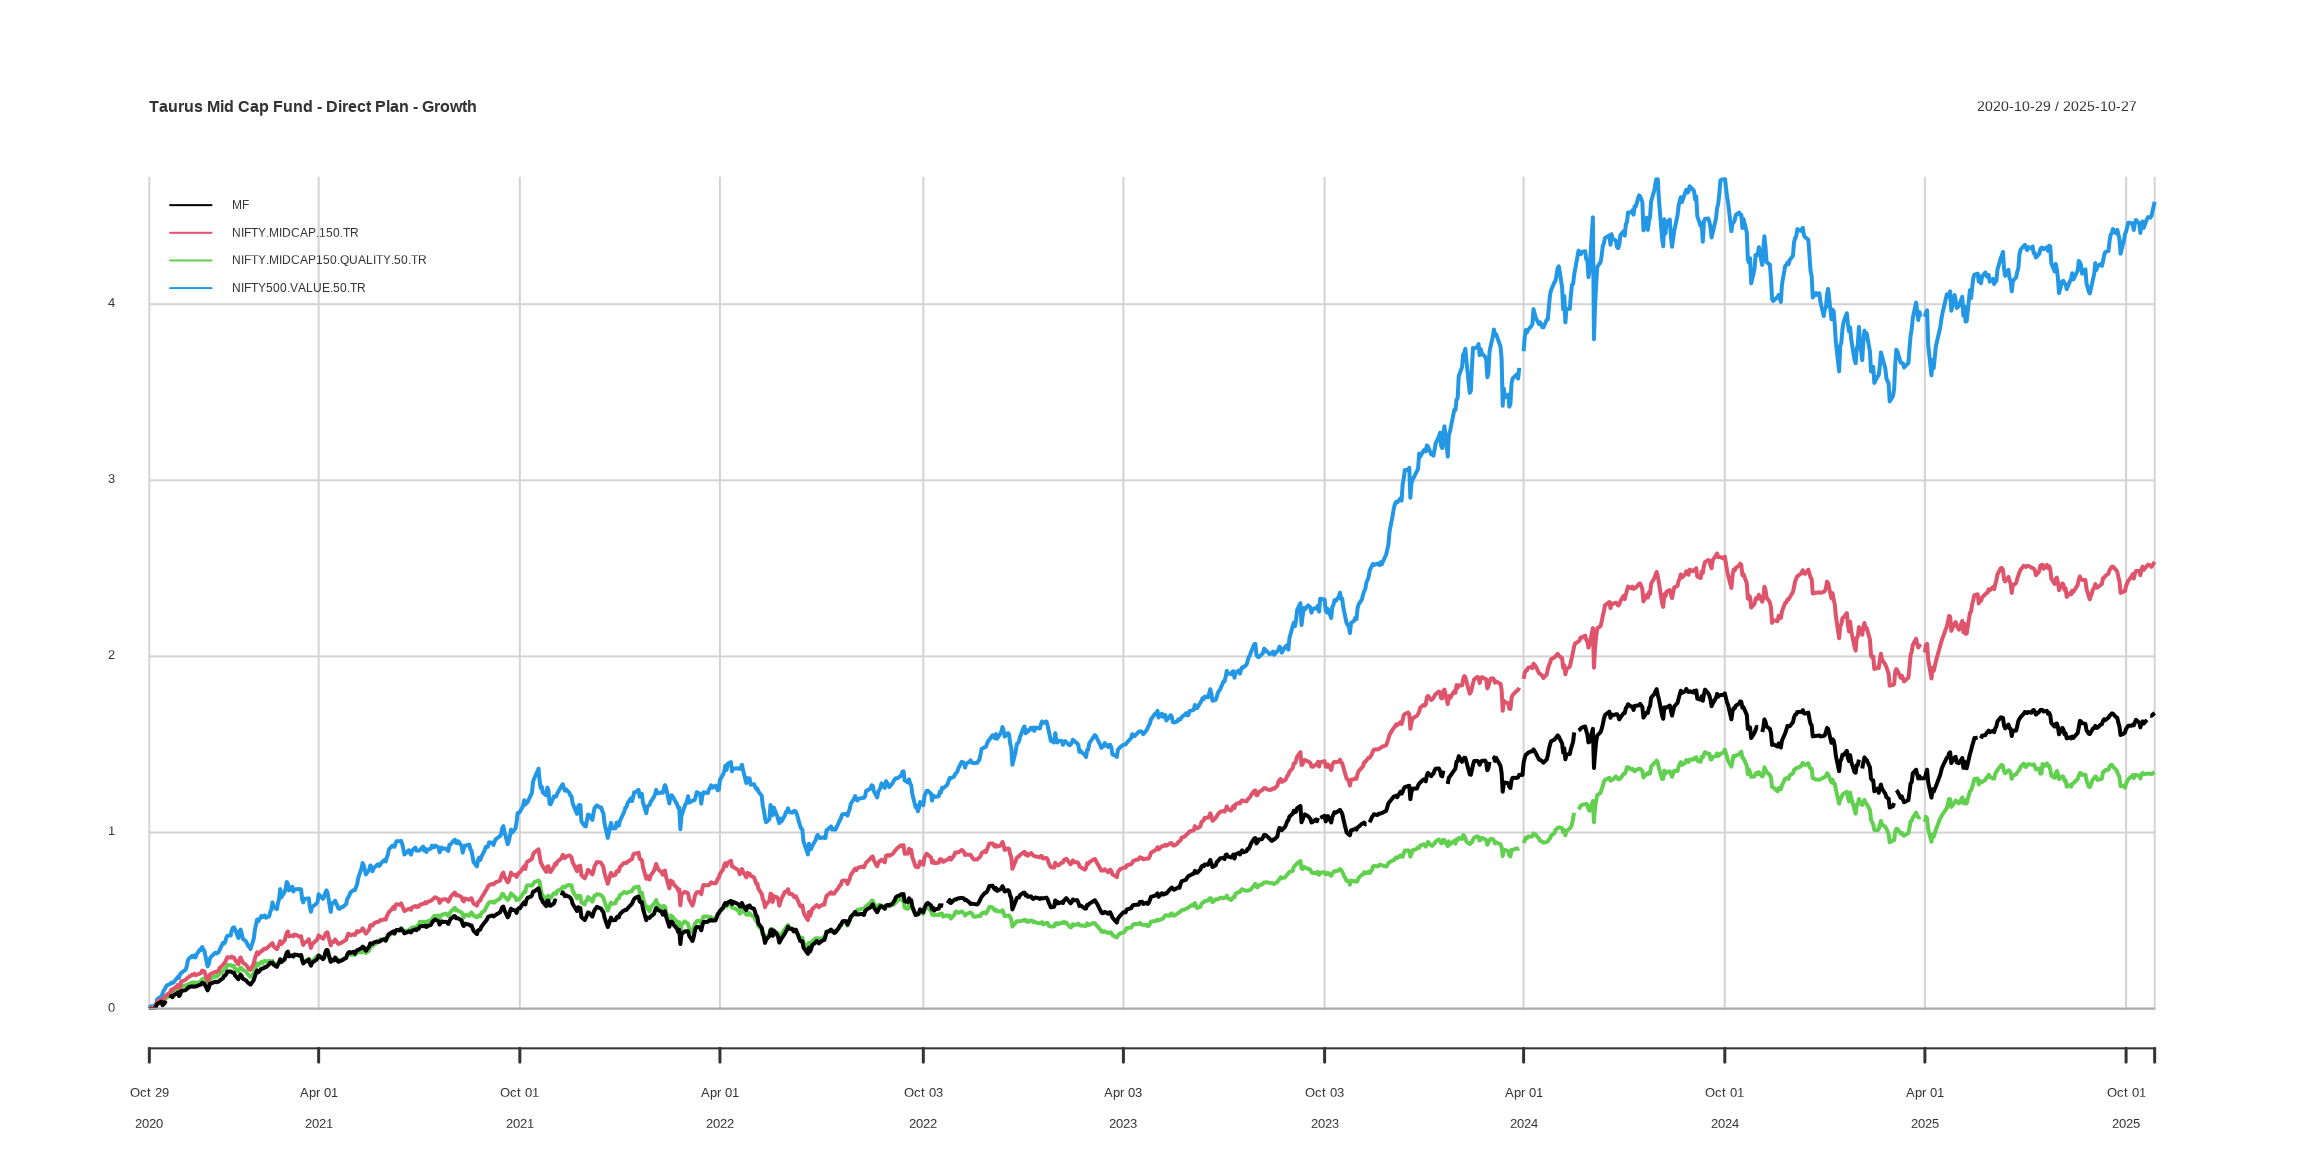 Taurus Mid Cap Fund - Direct Plan - Growth
2020-10-29 / 2025-10-27
MF
NIFTY.MIDCAP.150.TR
NIFTY.MIDCAP150.QUALITY.50.TR
NIFTY500.VALUE.50.TR
4
3
2
1
0
Oct 29 Apr 01 Oct 01 Apr 01 Oct 03 Apr 03 Oct 03 Apr 01 Oct 01 Apr 01 Oct 01
2020 2021 2021 2022 2022 2023 2023 2024 2024 2025 2025